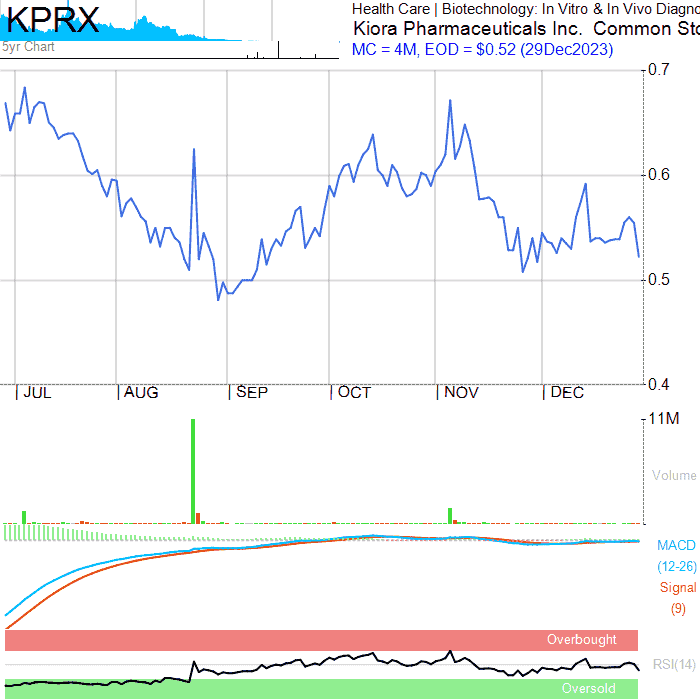 KPRX
5yr Chart
Health Care | Biotechnology: In Vitro & In Vivo Diagno
Kiora Pharmaceuticals Inc. Common Sto
MC = 4M, EOD = $0.52 (29Dec2023)
0.7
0.6
0.5
0.4
JUL AUG SEP OCT NOV DEC
11M
Volume
MACD
(12-26)
Signal
(9)
Overbought
RSI(14)
Oversold